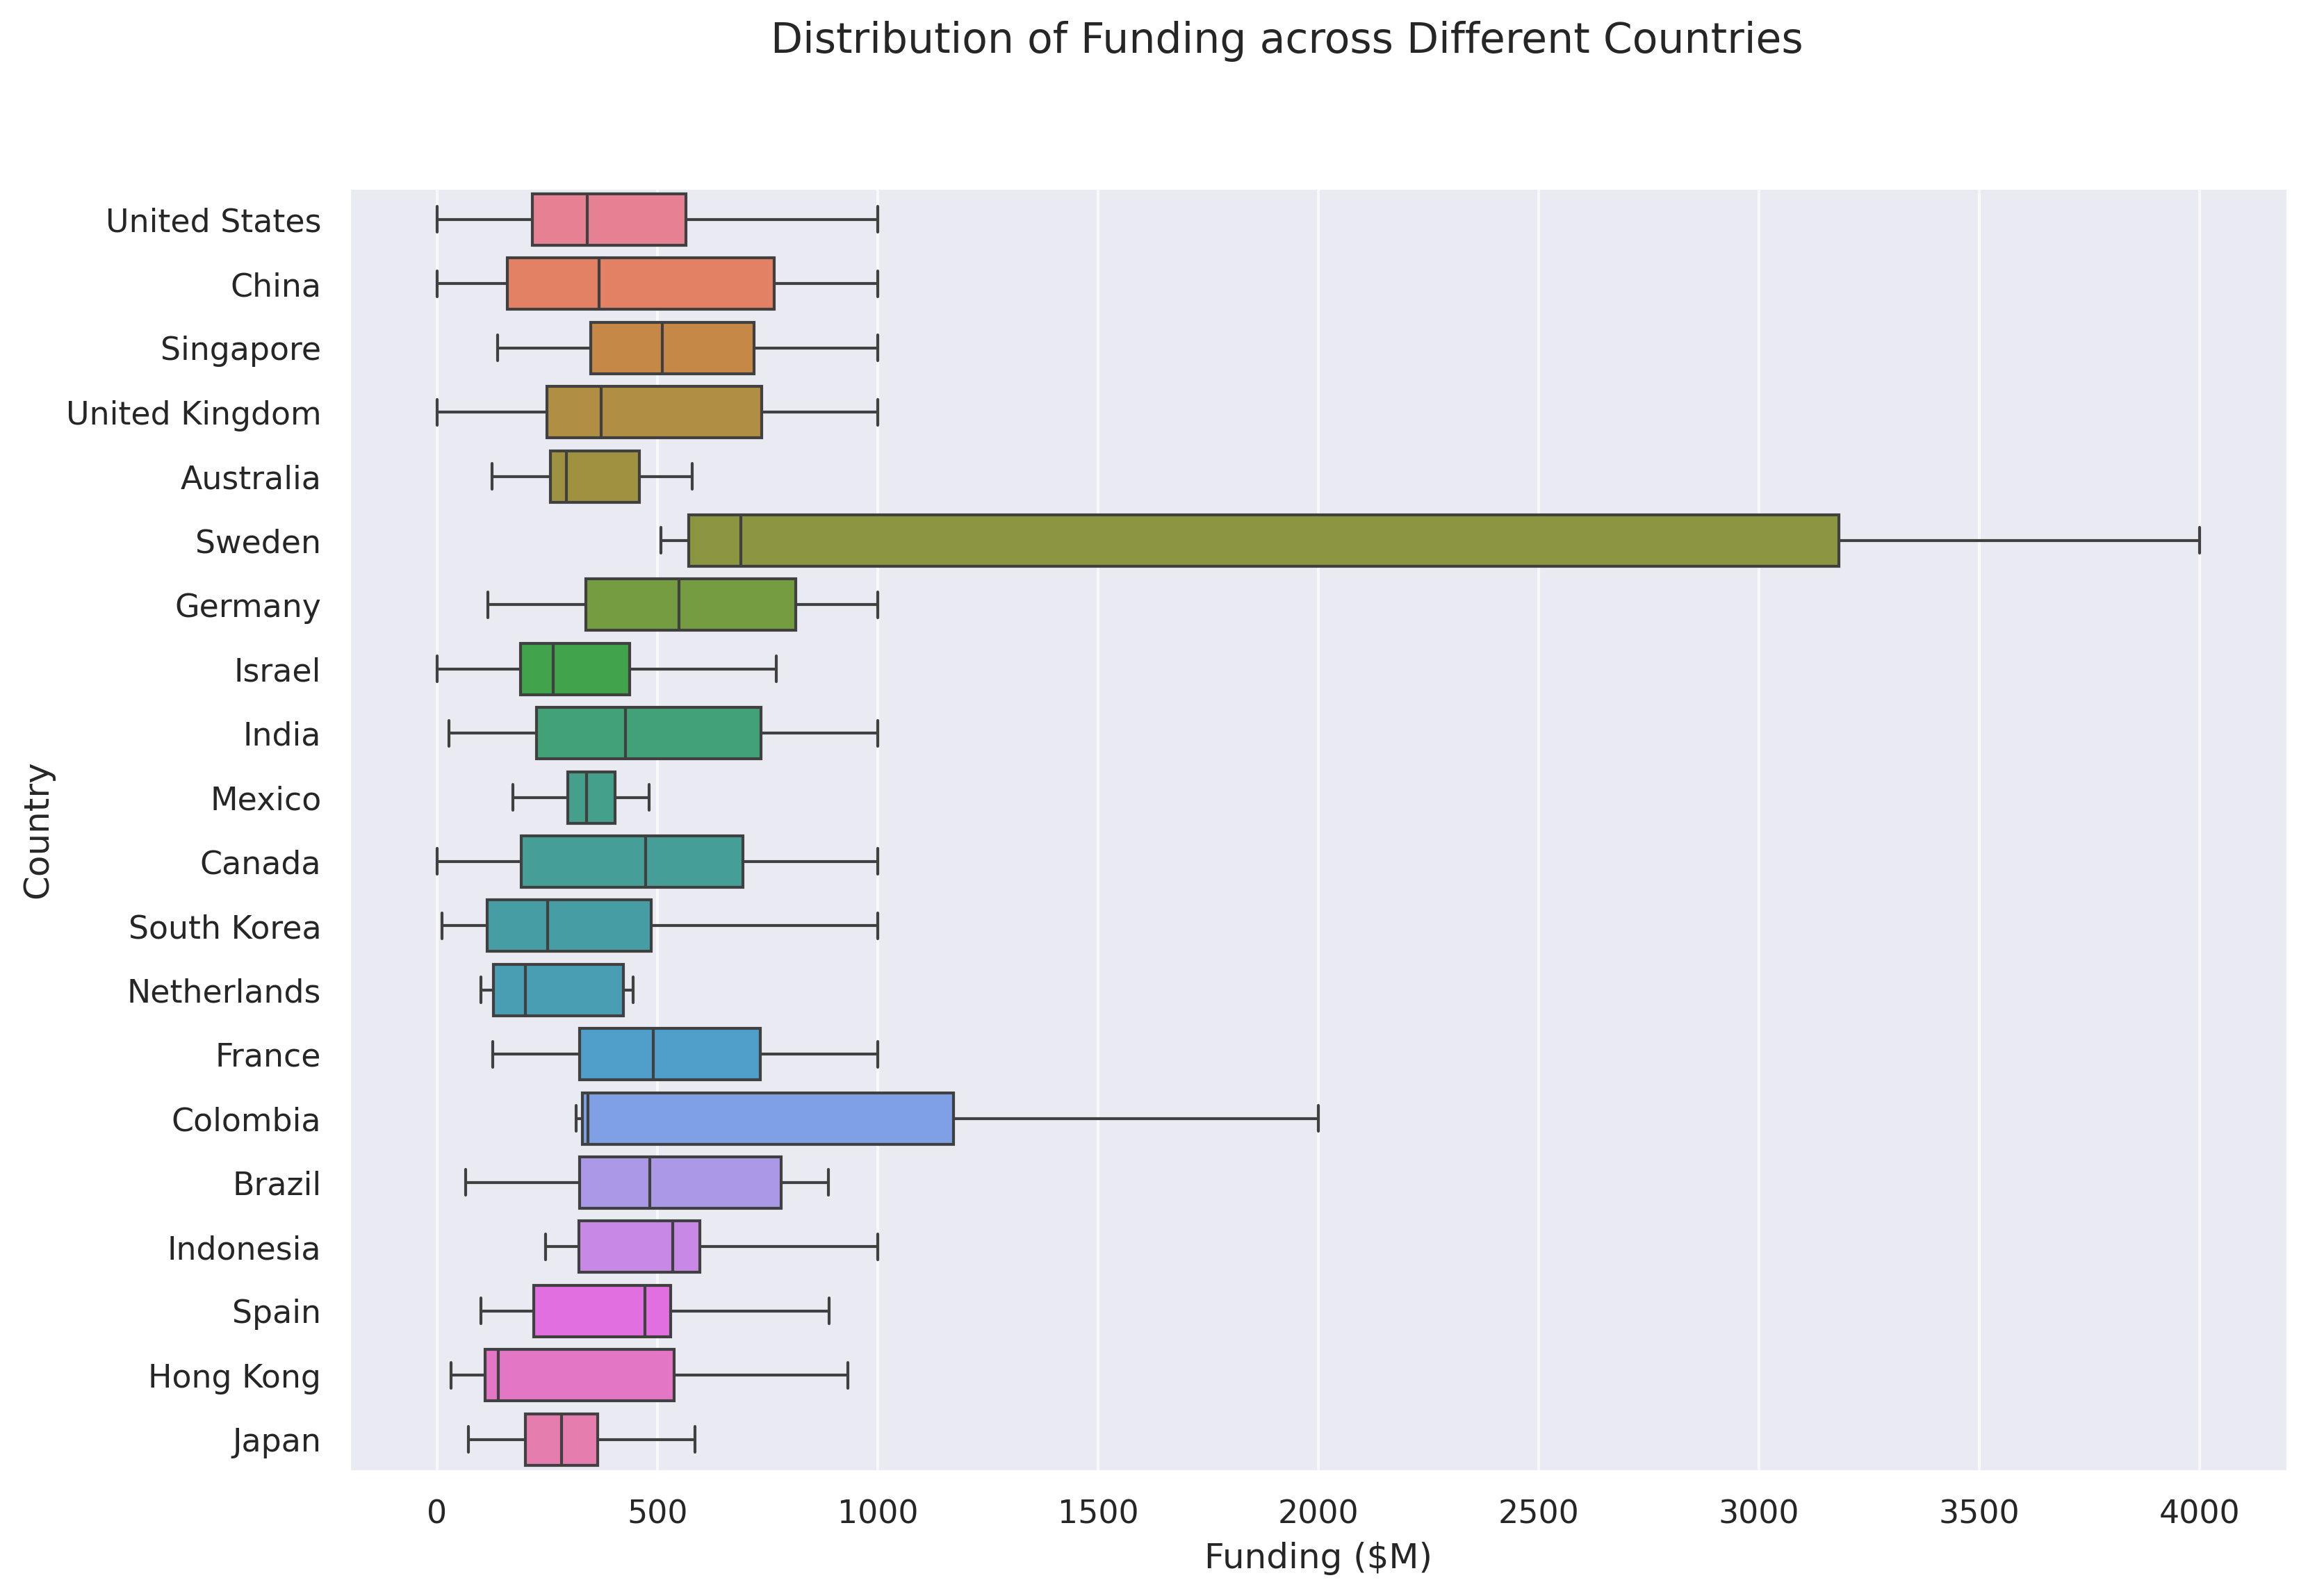 Distribution of Funding across Different Countries
United States
China
Singapore
United Kingdom
Australia
Sweden
Germany
Israel
India
Mexico
Canada
South Korea
Netherlands
France
Colombia
Brazil
Indonesia
Spain
Hong Kong
Japan
Country
0 500 1000 1500 2000 2500 3000 3500 4000
Funding ($M)